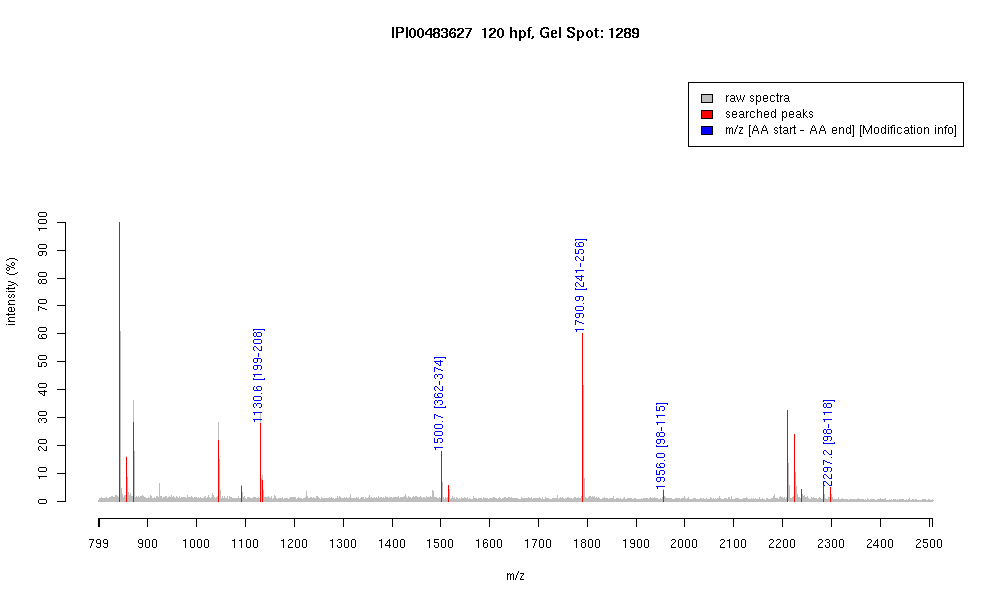 IPI00483627 120 hpf, Gel Spot: 1289
raw spectra
searched peaks
m/z [AA start - AA end] [Modification info]
intensity (%)
100
90
80
70
60
50
40
30
20
10
0
1130.6 [199-208]
1500.7 [362-374]
1790.9 [241-256]
1956.0 [98-115]
2297.2 [98-118]
799 900 1000 1100 1200 1300 1400 1500 1600 1700 1800 1900 2000 2100 2200 2300 2400 2500
m/z